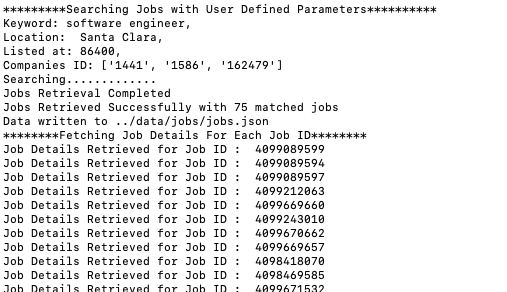 *********Searching Jobs with User Defined Parameters**********
Keyword: software engineer,
Location:  Santa Clara,
Listed at: 86400,
Companies ID: ['1441', '1586', '162479']
Searching.............
Jobs Retrieval Completed
Jobs Retrieved Successfully with 75 matched jobs
Data written to ../data/jobs/jobs.json
********Fetching Job Details For Each Job ID********
Job Details Retrieved for Job ID :  4099089599
Job Details Retrieved for Job ID :  4099089594
Job Details Retrieved for Job ID :  4099089597
Job Details Retrieved for Job ID :  4099212063
Job Details Retrieved for Job ID :  4099669660
Job Details Retrieved for Job ID :  4099243010
Job Details Retrieved for Job ID :  4099670662
Job Details Retrieved for Job ID :  4099669657
Job Details Retrieved for Job ID :  4098418070
Job Details Retrieved for Job ID :  4098469585
Job Details Retrieved for Job ID :  4099671532